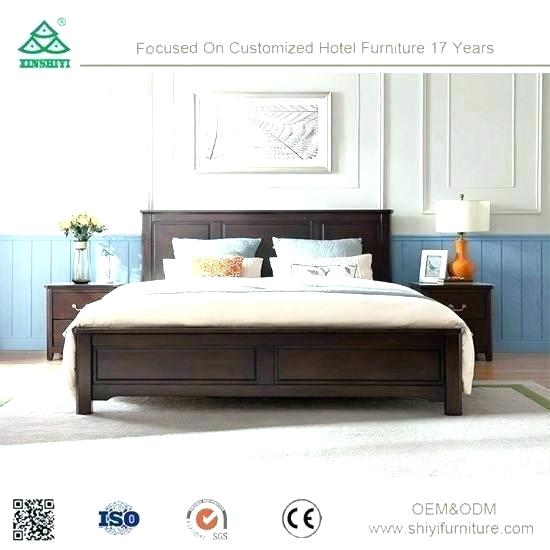 Focused On Customized Hotel Furniture 17 Years
XINSHIYI
ISO
SGS
CE
OEM&ODM
www.shiyifurniture.com